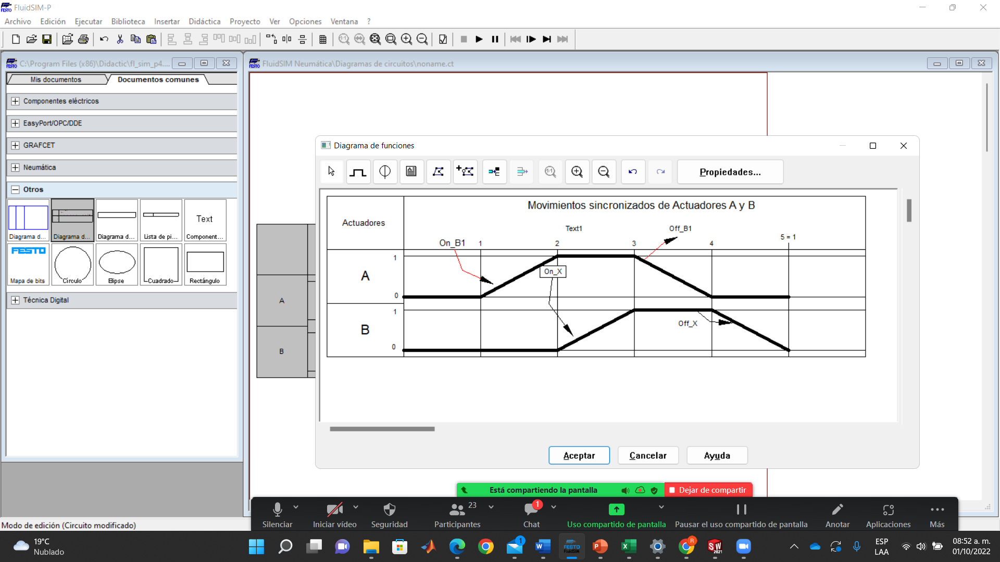 FluidSIM-P
Archivo Edición Ejecutar Biblioteca Insertar Didáctica Proyecto Ver Opciones Ventana ?
C:\Program Files (x86)\Didactic\fl_sim_p4....
FluidSIM Neumática\Diagramas de circuitos\noname.ct
Mis documentos Documentos comunes
Componentes eléctricos
EasyPort/OPC/DDE
GRAFCET
Neumática
Otros
Text
Diagrama d... Diagrama d... Diagrama d... Lista de pi... Component...
FESTO
Mapa de bits Círculo Elipse Cuadrado Rectángulo
Técnica Digital
A
B
Diagrama de funciones
1:1
Propiedades...
Movimientos sincronizados de Actuadores A y B
Actuadores
Text1 Off_B1
On_B1 1 2 3 4 5 = 1
1
A
On_X
0
1
B
Off_X
0
Aceptar Cancelar Ayuda
Está compartiendo la pantalla Dejar de compartir
23 1
Silenciar Iniciar vídeo Seguridad Participantes Chat Uso compartido de pantalla Pausar el uso compartido de pantalla Anotar Aplicaciones Más
Modo de edición (Circuito modificado)
19°C
Nublado
ESP
LAA
08:52 a. m.
01/10/2022